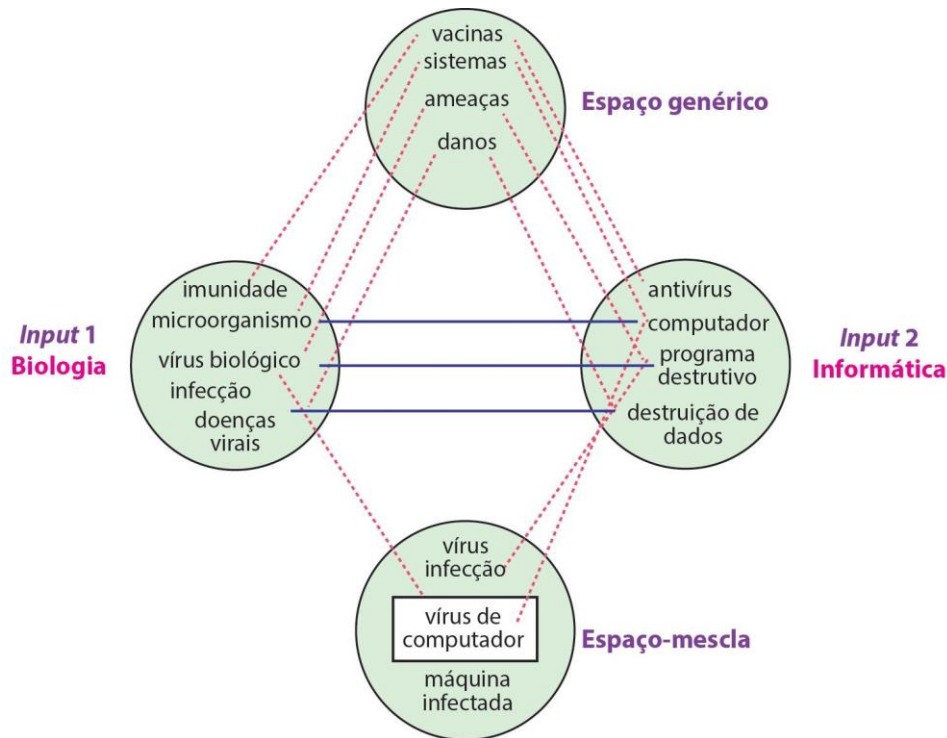 vacinas
sistemas
ameaças
danos
Espaço genérico
Input 1
Biologia
imunidade
microorganismo
vírus biológico
infecção
doenças
virais
antivírus
computador
programa
destrutivo
destruição de
dados
Input 2
Informática
vírus
infecção
vírus de
computador
máquina
infectada
Espaço-mescla